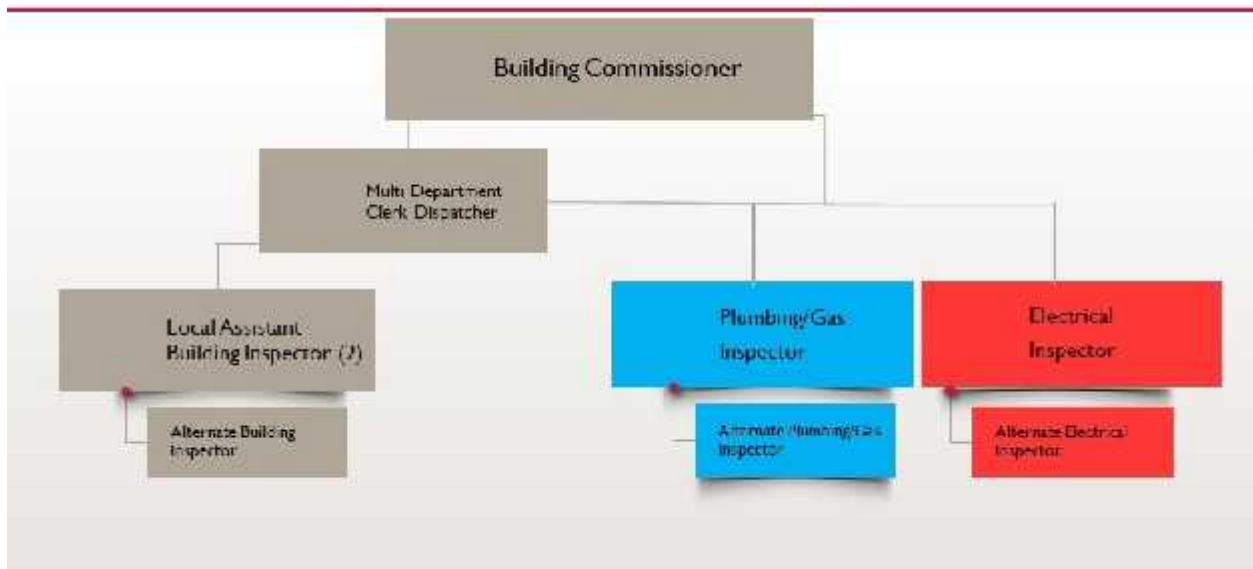 Building Commissioner
Multi Department
Clerk Dispatcher
Local Assistant
Building Inspector (2)
Plumbing/Gas
Inspector
Electrical
Inspector
Alternate Building
Inspector
Alternate Plumbing/Gas
Inspector
Alternate Electrical
Inspector